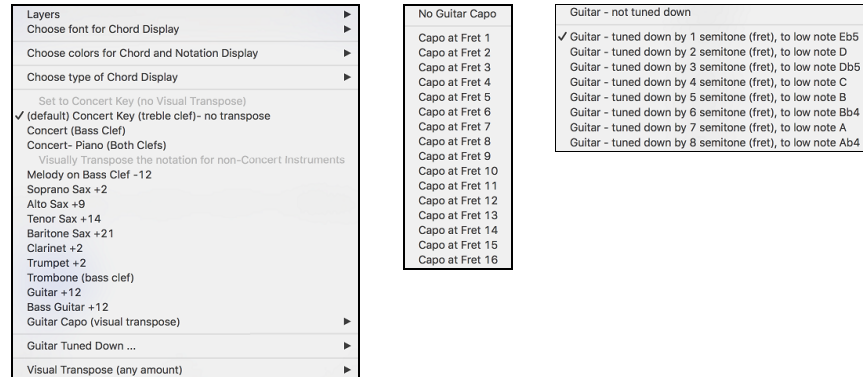 Layers
Choose font for Chord Display
Choose colors for Chord and Notation Display
Choose type of Chord Display
Set to Concert Key (no Visual Transpose)
✓ (default) Concert Key (treble clef)- no transpose
Concert (Bass Clef)
Concert- Piano (Both Clefs)
Visually Transpose the notation for non-Concert Instruments
Melody on Bass Clef -12
Soprano Sax +2
Alto Sax +9
Tenor Sax +14
Baritone Sax +21
Clarinet +2
Trumpet +2
Trombone (bass clef)
Guitar +12
Bass Guitar +12
Guitar Capo (visual transpose)
Guitar Tuned Down ...
Visual Transpose (any amount)
No Guitar Capo
Capo at Fret 1
Capo at Fret 2
Capo at Fret 3
Capo at Fret 4
Capo at Fret 5
Capo at Fret 6
Capo at Fret 7
Capo at Fret 8
Capo at Fret 9
Capo at Fret 10
Capo at Fret 11
Capo at Fret 12
Capo at Fret 13
Capo at Fret 14
Capo at Fret 15
Capo at Fret 16
Guitar - not tuned down
✓ Guitar - tuned down by 1 semitone (fret), to low note Eb5
Guitar - tuned down by 2 semitone (fret), to low note D
Guitar - tuned down by 3 semitone (fret), to low note Db5
Guitar - tuned down by 4 semitone (fret), to low note C
Guitar - tuned down by 5 semitone (fret), to low note B
Guitar - tuned down by 6 semitone (fret), to low note Bb4
Guitar - tuned down by 7 semitone (fret), to low note A
Guitar - tuned down by 8 semitone (fret), to low note Ab4